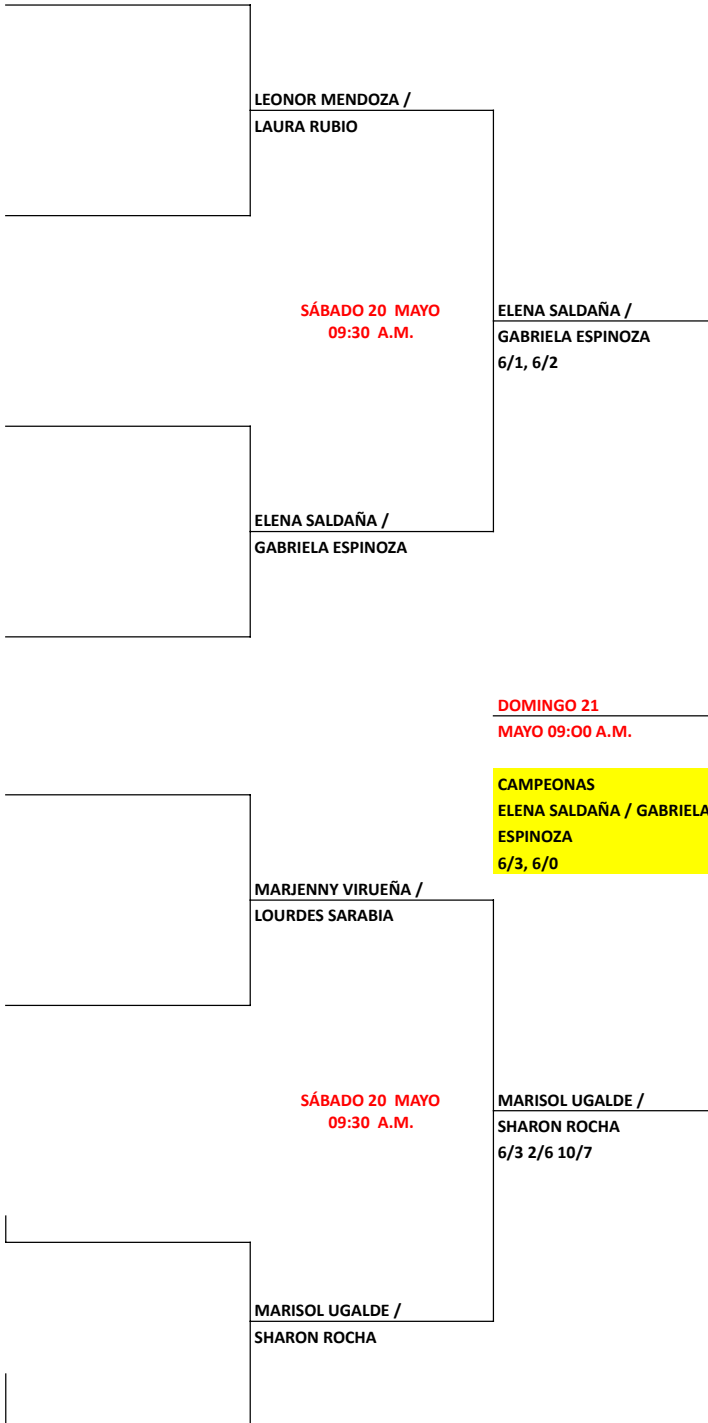 LEONOR MENDOZA /
LAURA RUBIO
SÁBADO 20 MAYO
09:30 A.M.
ELENA SALDAÑA /
GABRIELA ESPINOZA
6/1, 6/2
ELENA SALDAÑA /
GABRIELA ESPINOZA
DOMINGO 21
MAYO 09:O0 A.M.
CAMPEONAS
ELENA SALDAÑA / GABRIELA
ESPINOZA
6/3, 6/0
MARJENNY VIRUEÑA /
LOURDES SARABIA
SÁBADO 20 MAYO
09:30 A.M.
MARISOL UGALDE /
SHARON ROCHA
6/3 2/6 10/7
MARISOL UGALDE /
SHARON ROCHA